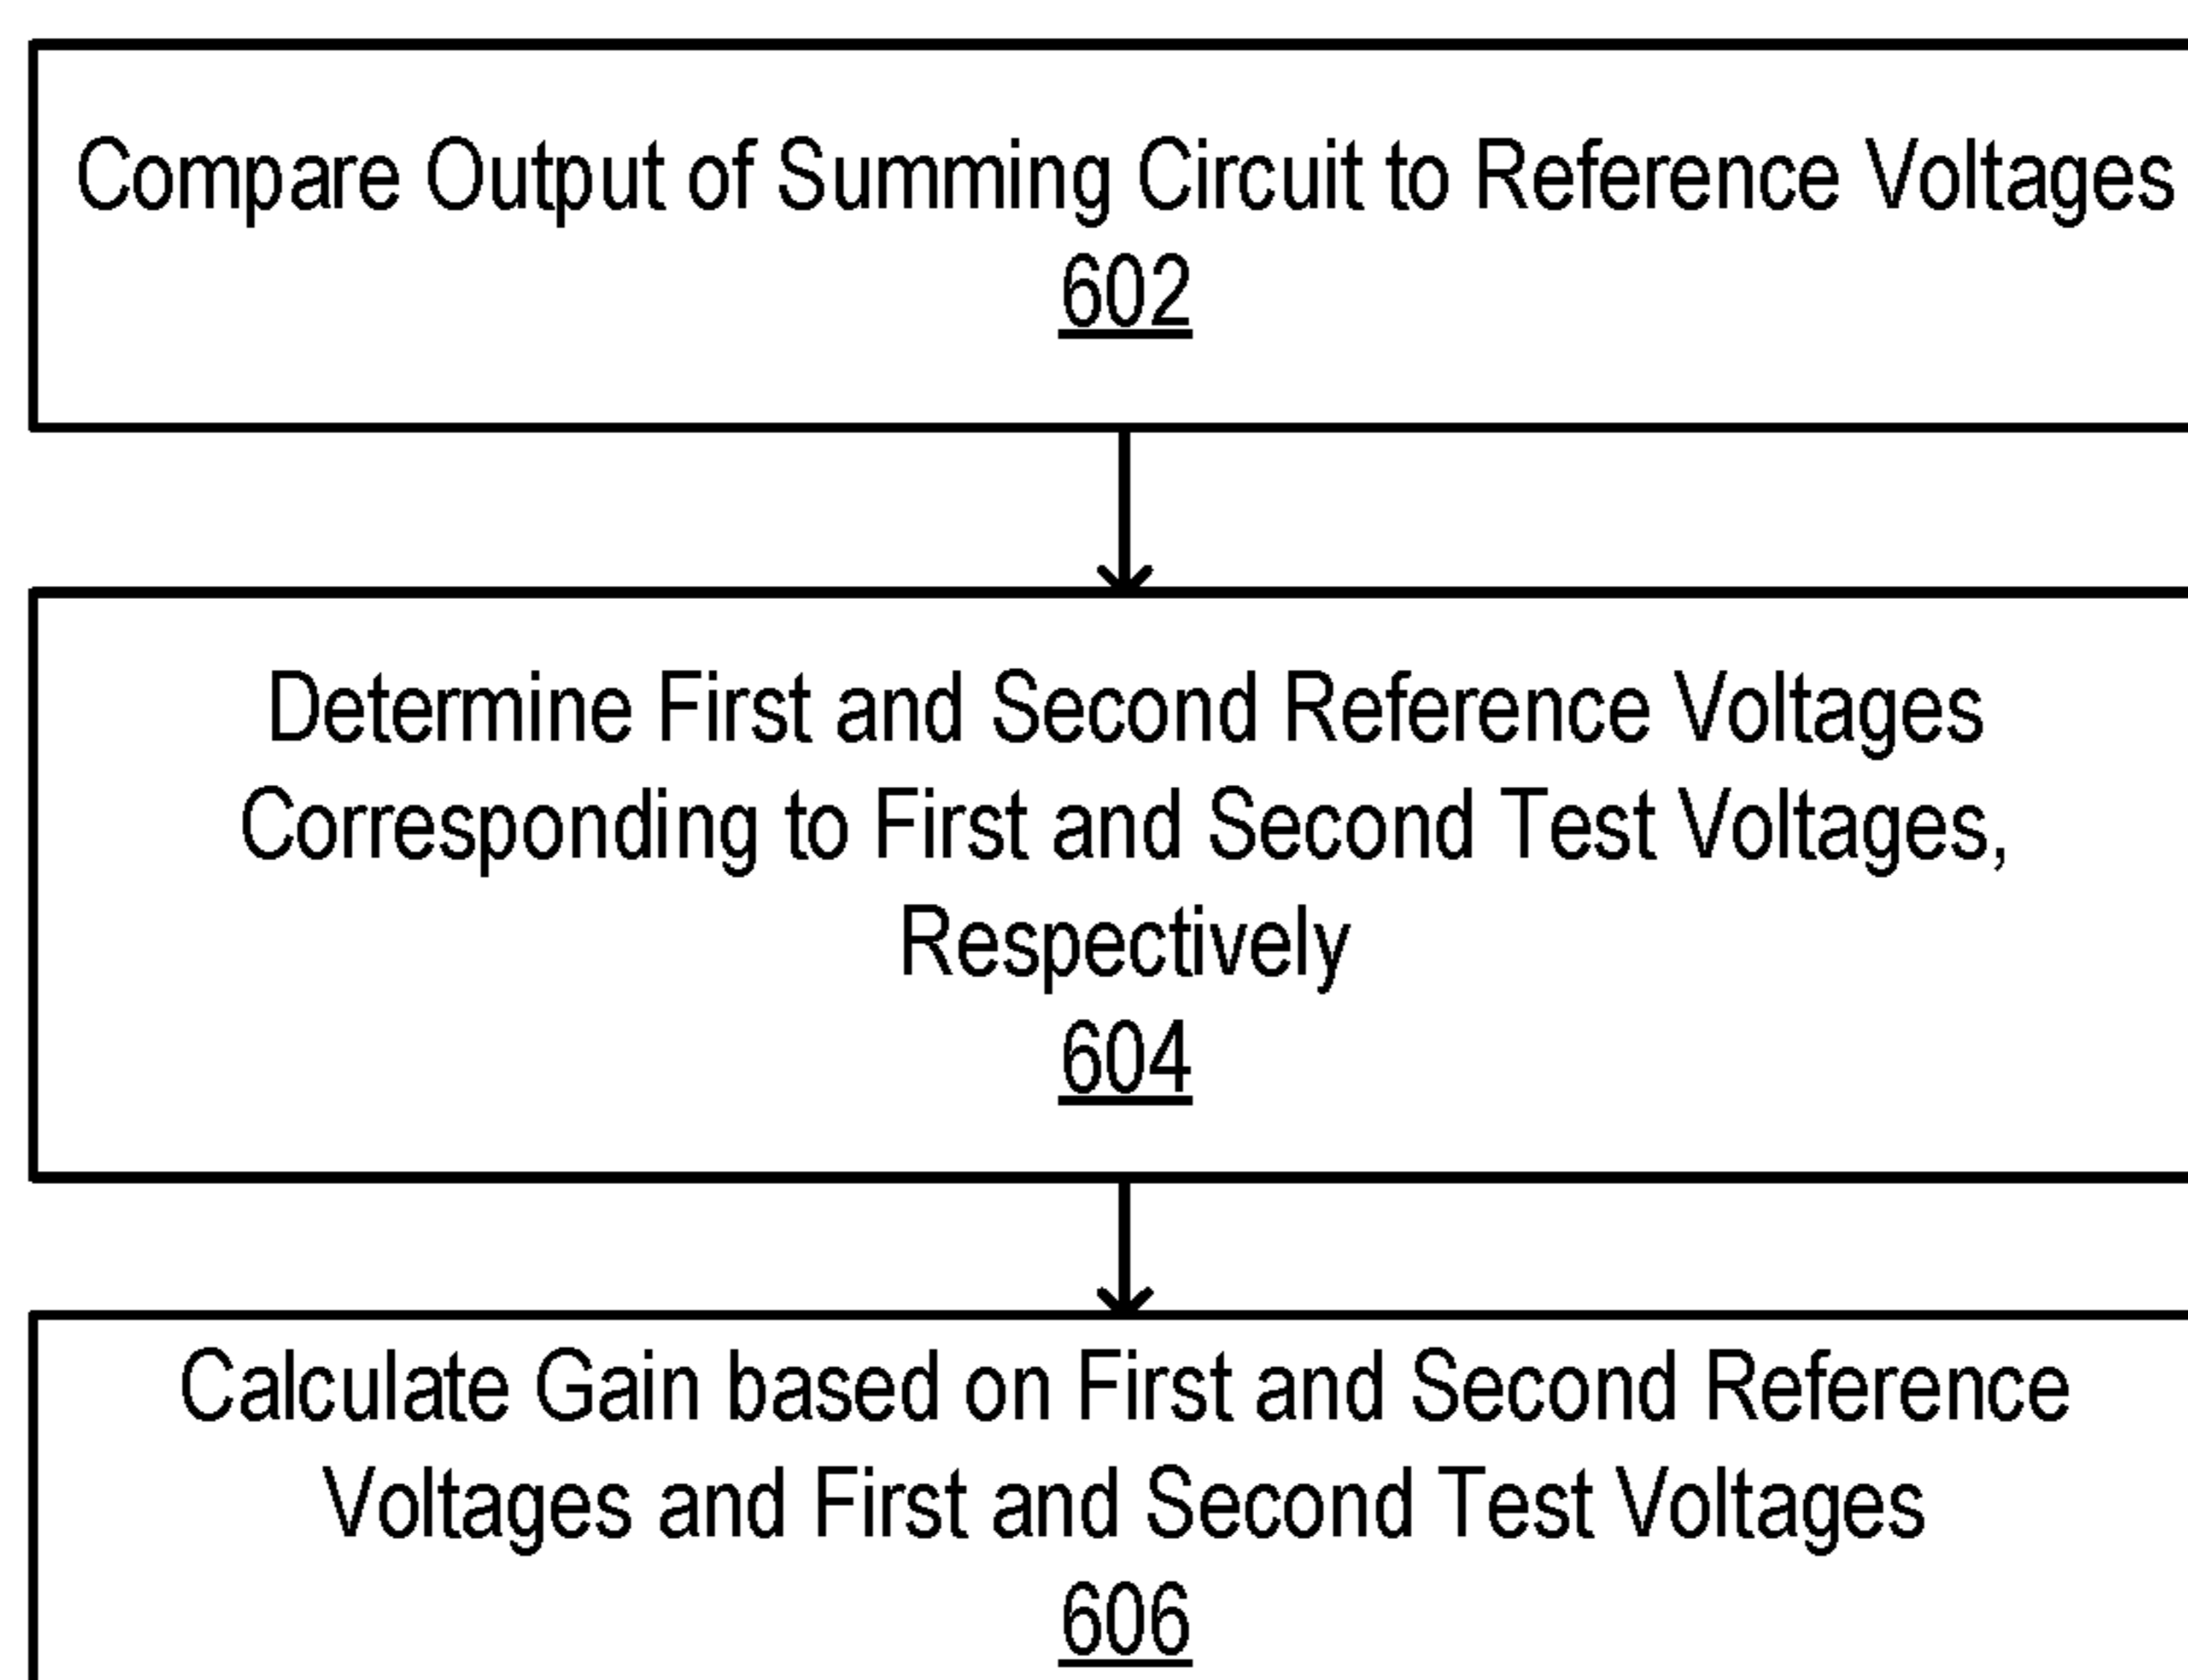 Compare Output of Summing Circuit to Reference Voltages
602
Determine First and Second Reference Voltages
Corresponding to First and Second Test Voltages,
Respectively
604
Calculate Gain based on First and Second Reference
Voltages and First and Second Test Voltages
606